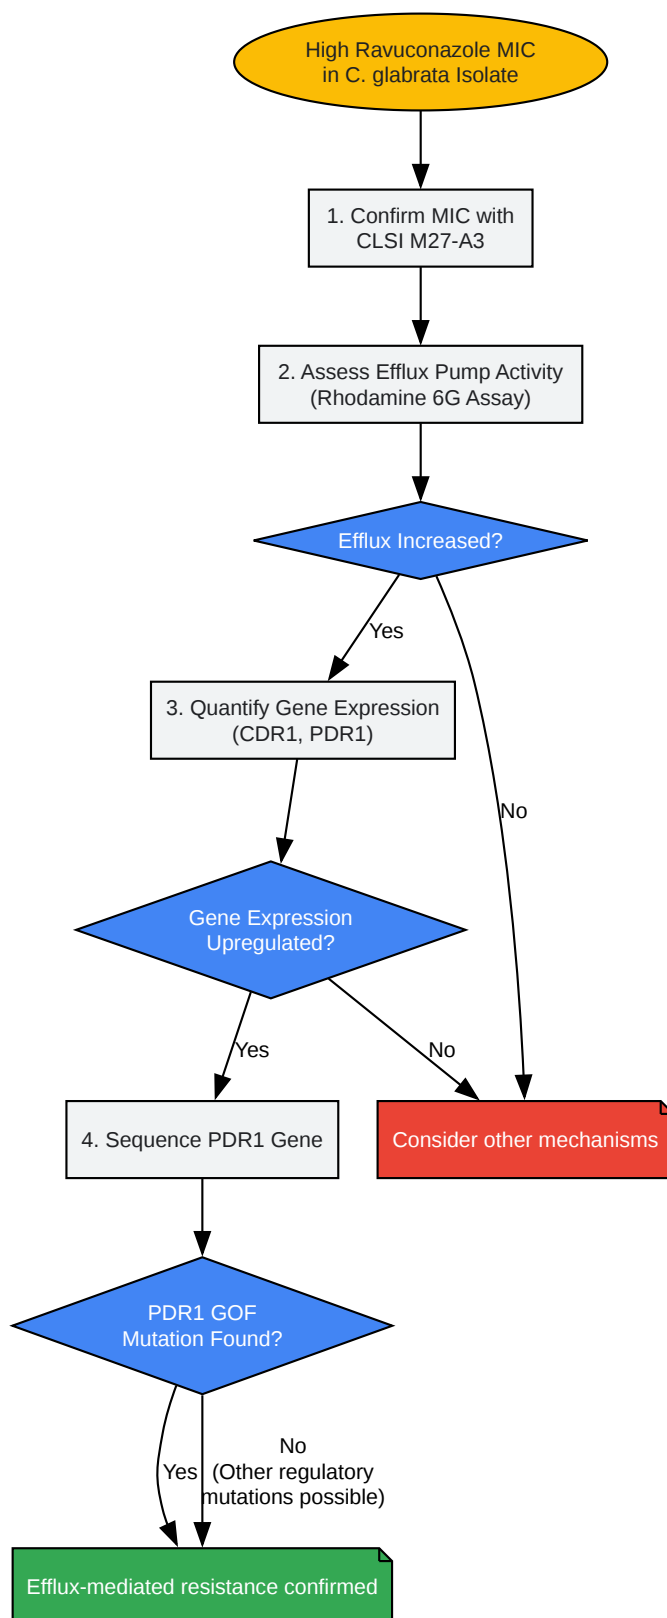 High Ravuconazole MIC
in C. glabrata Isolate
1. Confirm MIC with
CLSI M27-A3
2. Assess Efflux Pump Activity
(Rhodamine 6G Assay)
Efflux Increased?
Yes
3. Quantify Gene Expression
(CDR1, PDR1)
No
Gene Expression
Upregulated?
Yes
No
4. Sequence PDR1 Gene
Consider other mechanisms
PDR1 GOF
Mutation Found?
Yes
No
(Other regulatory
mutations possible)
Efflux-mediated resistance confirmed